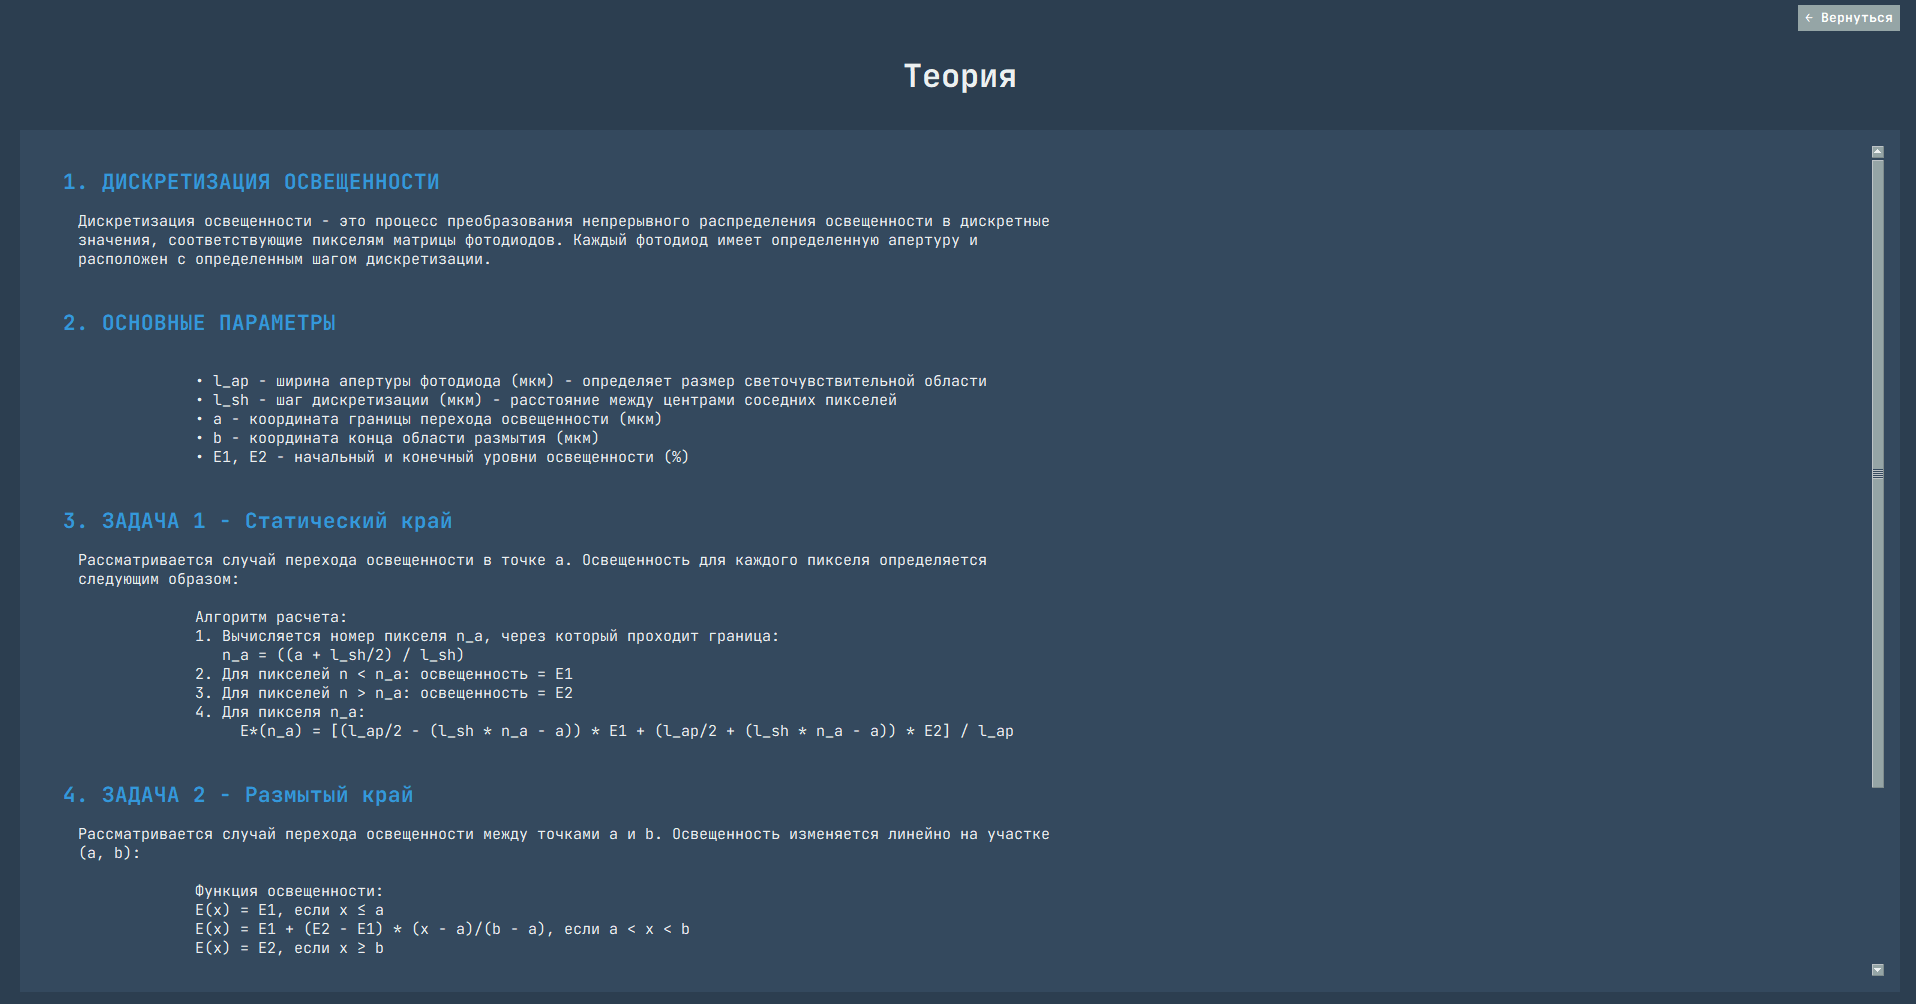 ← Вернуться
Теория
1. ДИСКРЕТИЗАЦИЯ ОСВЕЩЕННОСТИ
Дискретизация освещенности - это процесс преобразования непрерывного распределения освещенности в дискретные
значения, соответствующие пикселям матрицы фотодиодов. Каждый фотодиод имеет определенную апертуру и
расположен с определенным шагом дискретизации.
2. ОСНОВНЫЕ ПАРАМЕТРЫ
• l_ap - ширина апертуры фотодиода (мкм) - определяет размер светочувствительной области
• l_sh - шаг дискретизации (мкм) - расстояние между центрами соседних пикселей
• a - координата границы перехода освещенности (мкм)
• b - координата конца области размытия (мкм)
• E1, E2 - начальный и конечный уровни освещенности (%)
3. ЗАДАЧА 1 - Статический край
Рассматривается случай перехода освещенности в точке a. Освещенность для каждого пикселя определяется
следующим образом:
Алгоритм расчета:
1. Вычисляется номер пикселя n_a, через который проходит граница:
n_a = ((a + l_sh/2) / l_sh)
2. Для пикселей n < n_a: освещенность = E1
3. Для пикселей n > n_a: освещенность = E2
4. Для пикселя n_a:
E*(n_a) = [(l_ap/2 - (l_sh * n_a - a)) * E1 + (l_ap/2 + (l_sh * n_a - a)) * E2] / l_ap
4. ЗАДАЧА 2 - Размытый край
Рассматривается случай перехода освещенности между точками a и b. Освещенность изменяется линейно на участке
(a, b):
Функция освещенности:
E(x) = E1, если x ≤ a
E(x) = E1 + (E2 - E1) * (x - a)/(b - a), если a < x < b
E(x) = E2, если x ≥ b